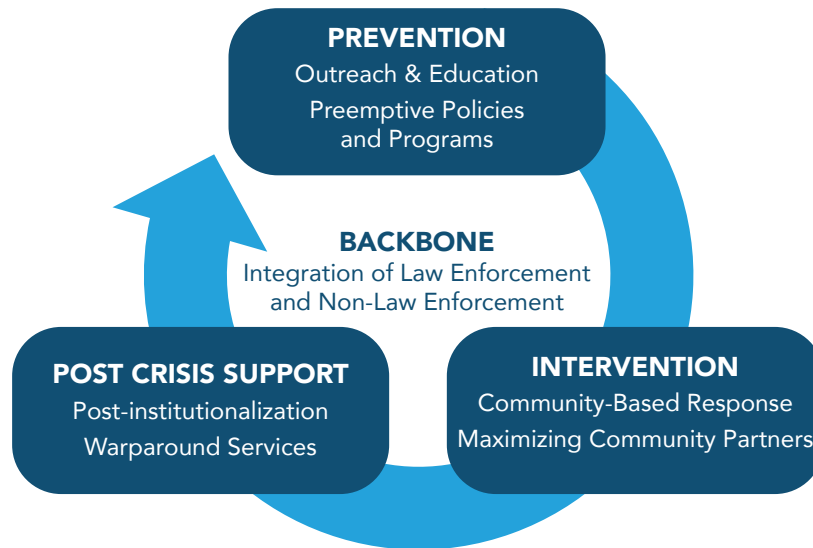 PREVENTION
Outreach & Education
Preemptive Policies
and Programs
BACKBONE
Integration of Law Enforcement
and Non-Law Enforcement
POST CRISIS SUPPORT
Post-institutionalization
Warparound Services
INTERVENTION
Community-Based Response
Maximizing Community Partners